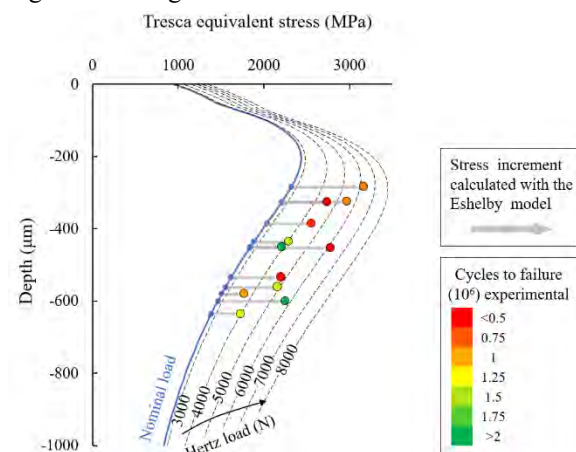 Tresca equivalent stress (MPa)
0 1000 2000 3000
0
-200
-400
-600
-800
-1000
Depth (μm)
Nominal load
3000
4000
5000
6000
7000
8000
Hertz load (N)
Stress increment
calculated with the
Eshelby model
Cycles to failure
(10⁶) experimental
<0.5
0.75
1
1.25
1.5
1.75
>2